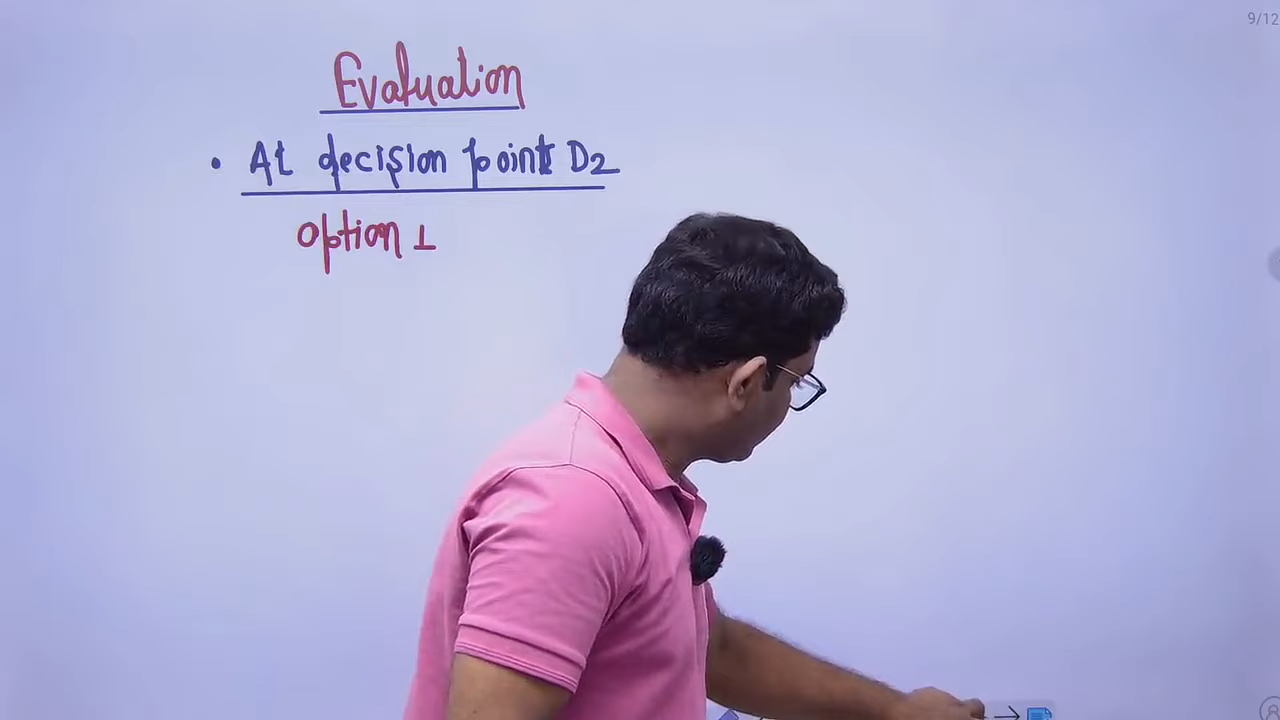 9/12
Evaluation
• At decision point D2
option 1